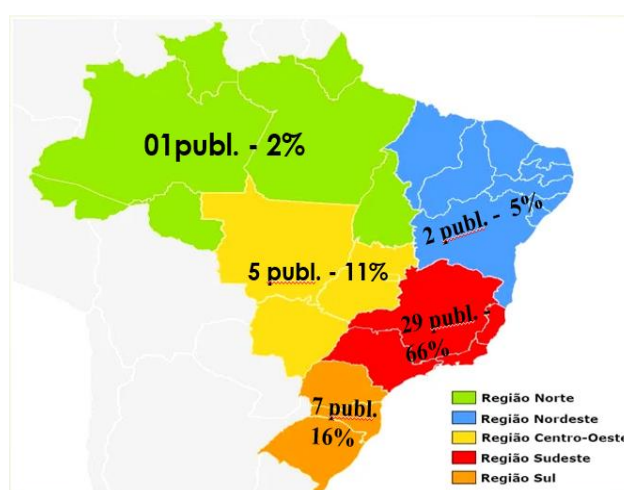 01publ. - 2%
2 publ. - 5%
5 publ. - 11%
29 publ. -
66%
7 publ.
16%
Região Norte
Região Nordeste
Região Centro-Oeste
Região Sudeste
Região Sul